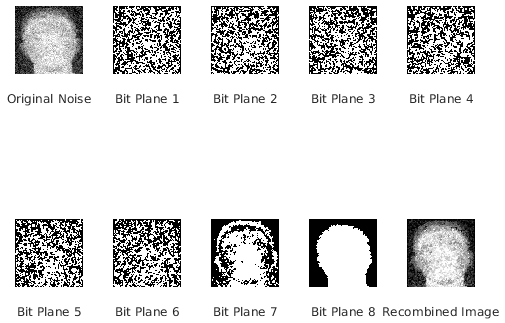 Original Noise
Bit Plane 1
Bit Plane 2
Bit Plane 3
Bit Plane 4
Bit Plane 5
Bit Plane 6
Bit Plane 7
Bit Plane 8
Recombined Image